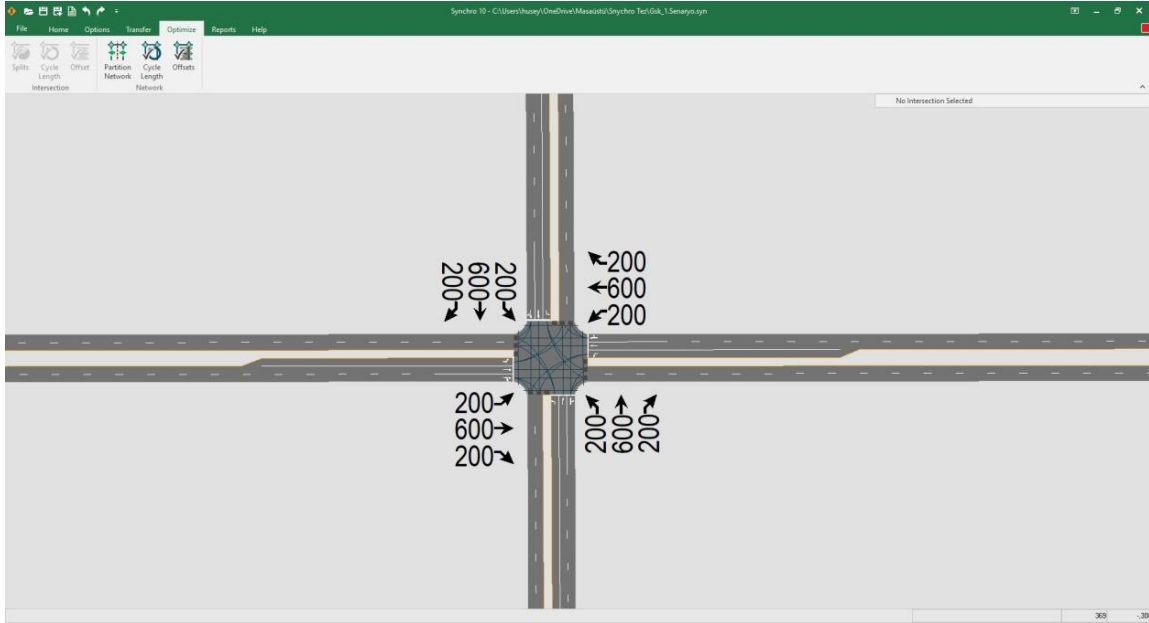 Synchro 10 - C:\Users\husey\OneDrive\Masaüstü\Snychro Tez\Gsk_1.Senaryo.syn
File Home Options Transfer Optimize Reports Help
Splits Cycle Length Offset Partition Network Cycle Length Offsets
Intersection Network
No Intersection Selected
200 600 200
200
600
200
200
600
200
200 600 200
369 -,30